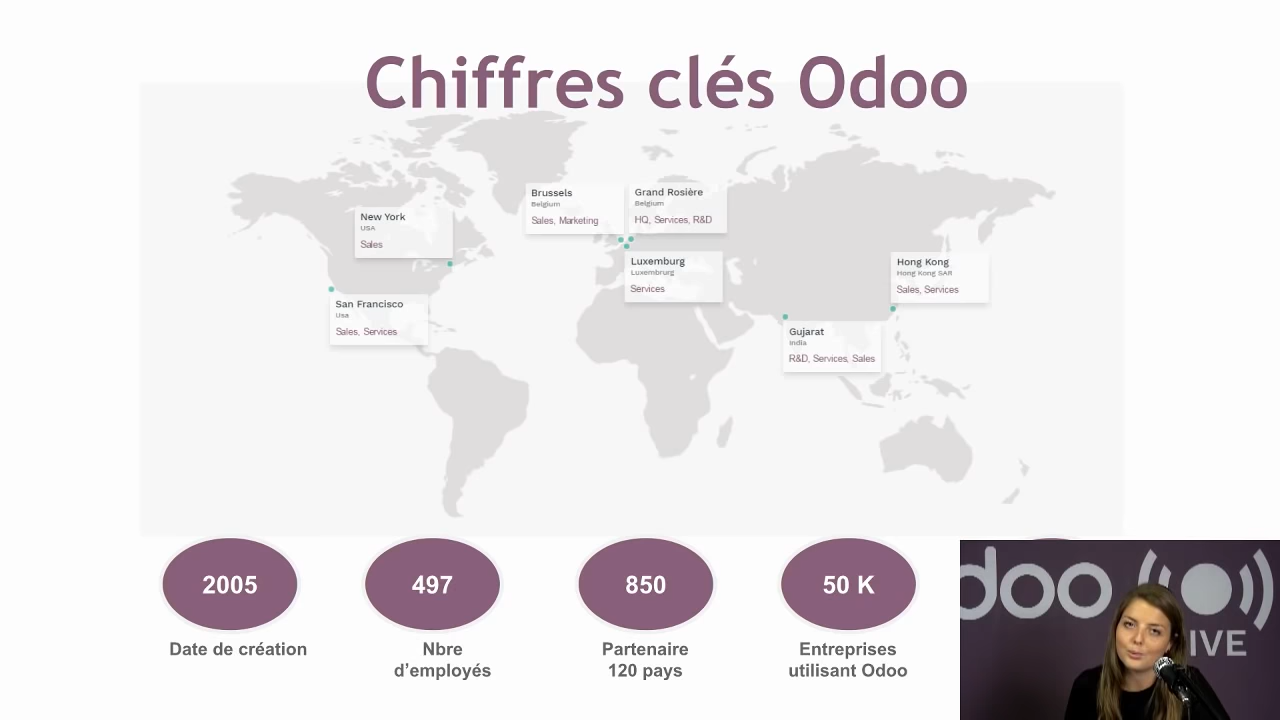 Chiffres clés Odoo
Brussels
Belgium
Sales, Marketing
Grand Rosière
Belgium
HQ, Services, R&D
New York
USA
Sales
Luxemburg
Luxembrurg
Services
Hong Kong
Hong Kong SAR
Sales, Services
San Francisco
Usa
Sales, Services
Gujarat
India
R&D, Services, Sales
2005
497
850
50 K
Date de création
Nbre
d'employés
Partenaire
120 pays
Entreprises
utilisant Odoo
doo
IVE